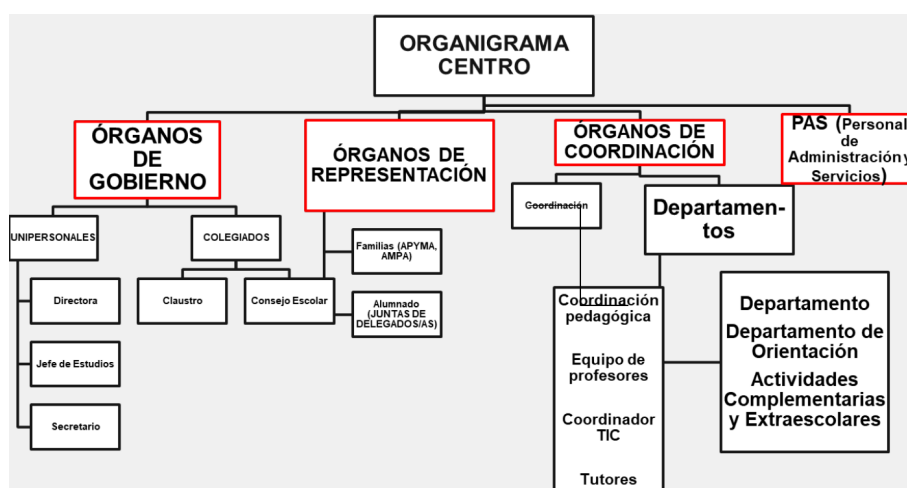 ORGANIGRAMA
CENTRO
ÓRGANOS
DE
GOBIERNO
ÓRGANOS DE
REPRESENTACIÓN
ÓRGANOS DE
COORDINACIÓN
PAS (Personal
de
Administración y
Servicios)
UNIPERSONALES
COLEGIADOS
Familias (APYMA,
AMPA)
Coordinación
Departamen-
tos
Directora
Claustro
Consejo Escolar
Alumnado
(JUNTAS DE
DELEGADOS/AS)
Jefe de Estudios
Secretario
Coordinación
pedagógica
Equipo de
profesores
Coordinador
TIC
Tutores
Departamento
Departamento de
Orientación
Actividades
Complementarias
y Extraescolares